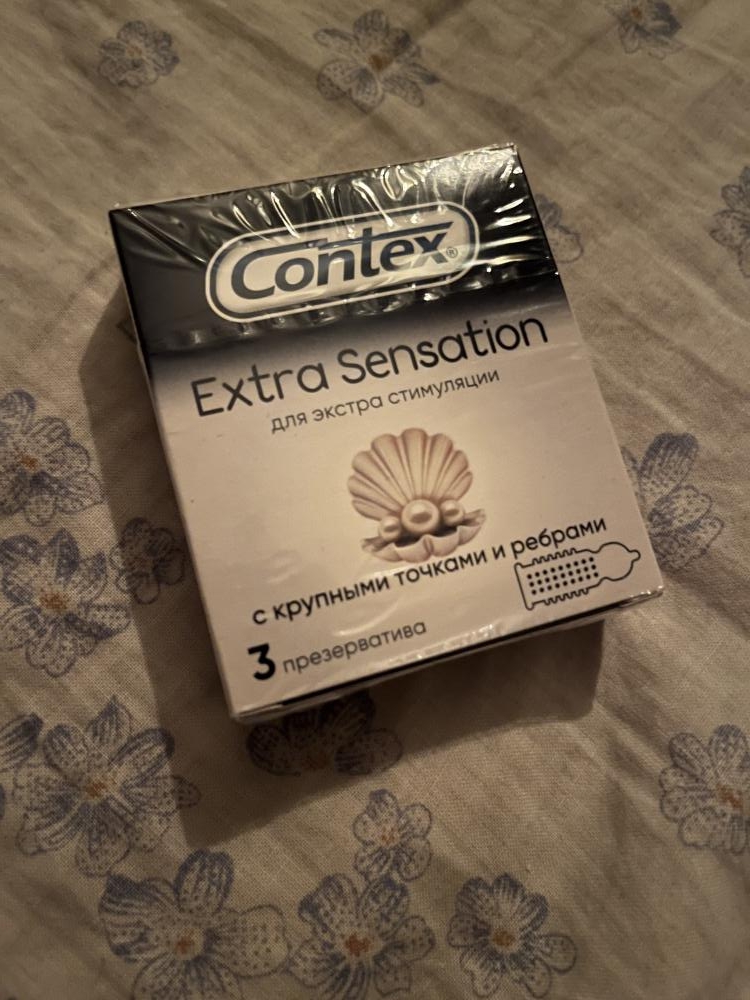 Contex®
Extra Sensation
для экстра стимуляции
с крупными точками и ребрами
3 презерватива